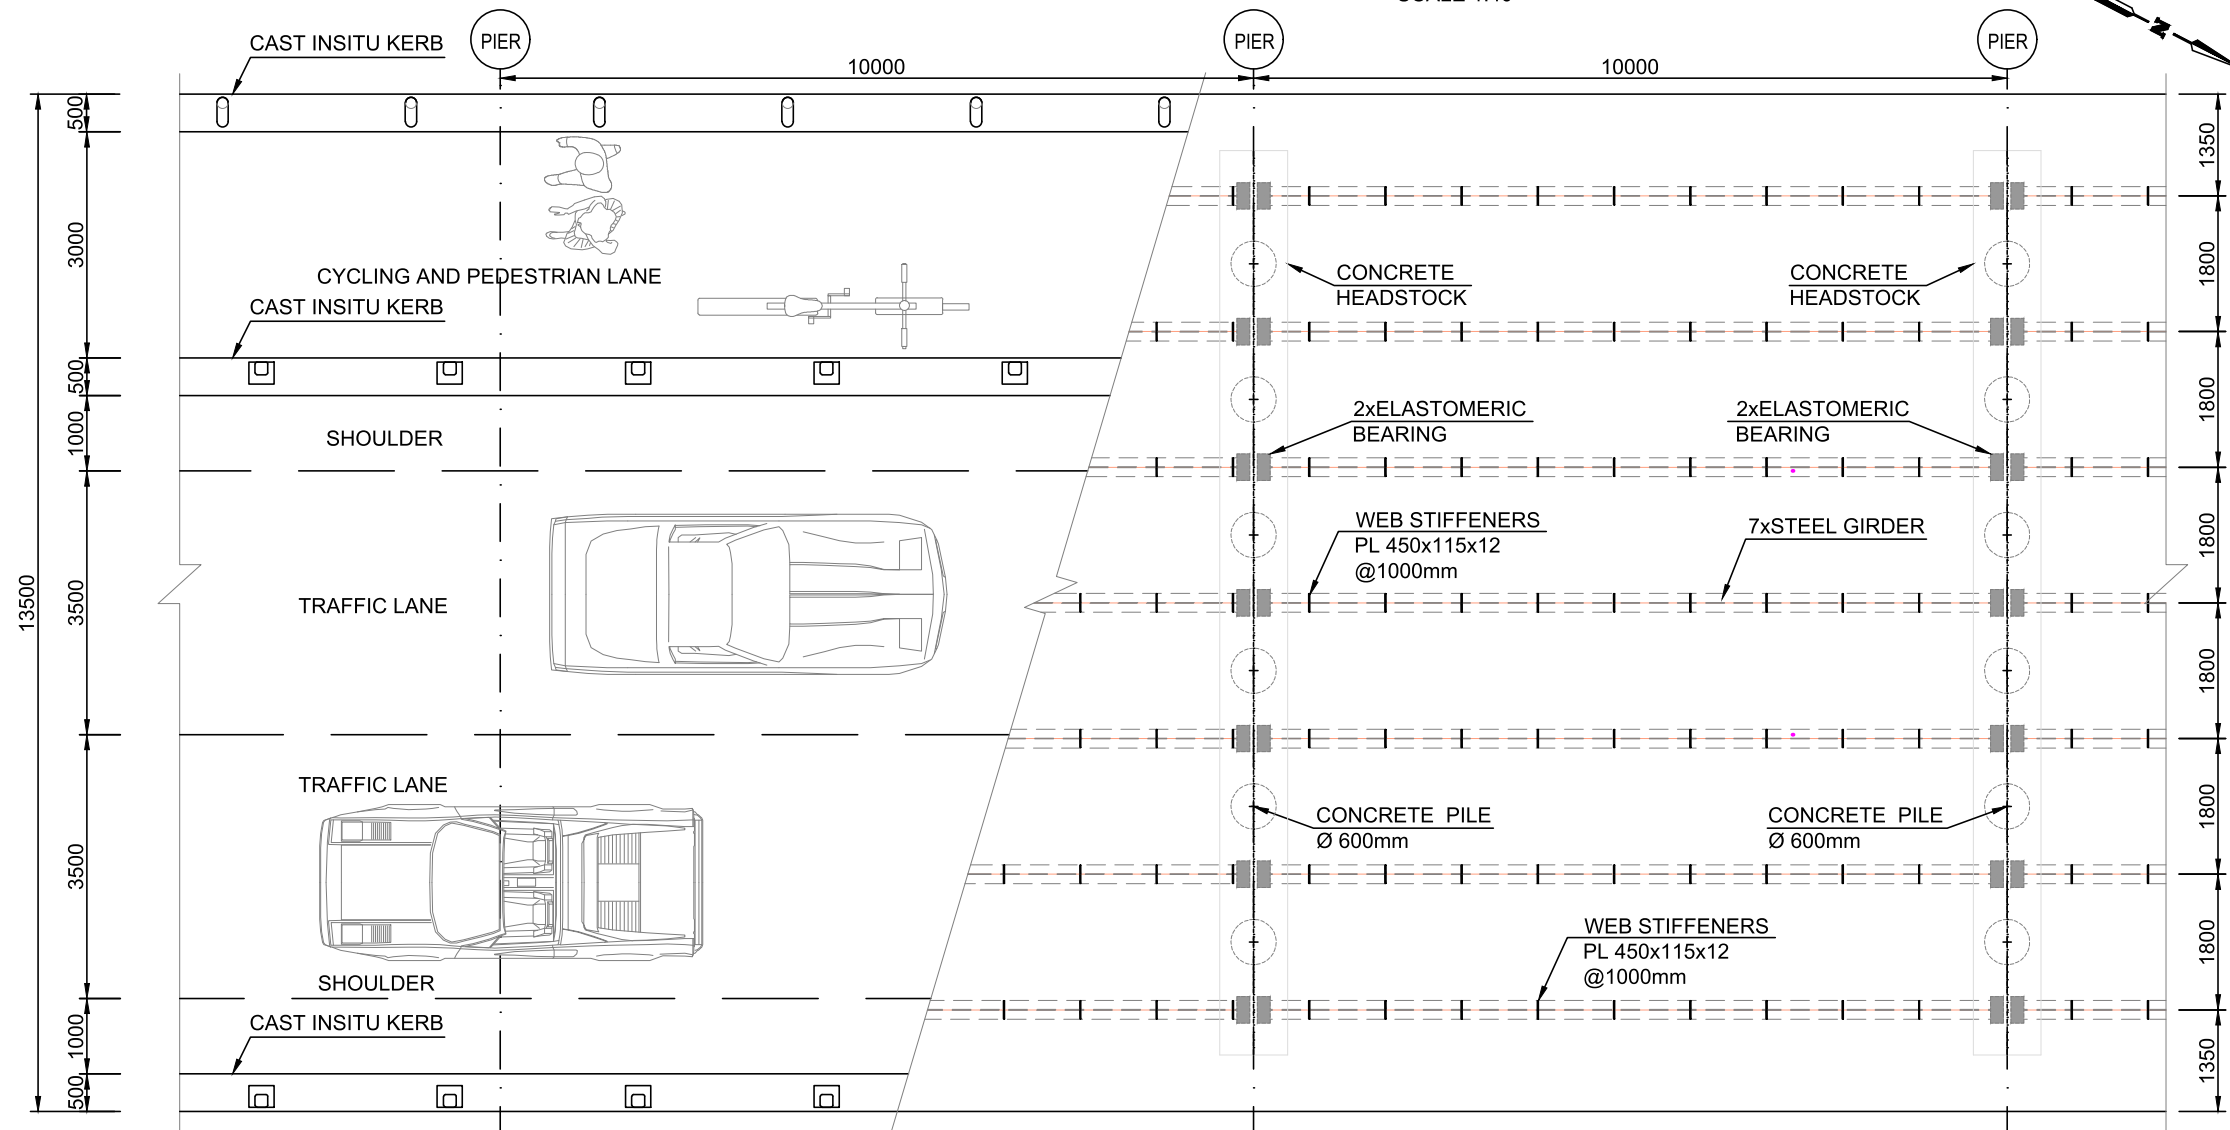 PIER
PIER
PIER
N
CAST INSITU KERB
10000
10000
500
1350
3000
1800
CYCLING AND PEDESTRIAN LANE
CONCRETE
HEADSTOCK
CONCRETE
HEADSTOCK
CAST INSITU KERB
500
1800
1000
SHOULDER
2xELASTOMERIC
BEARING
2xELASTOMERIC
BEARING
13500
3500
TRAFFIC LANE
WEB STIFFENERS
PL 450x115x12
@1000mm
7xSTEEL GIRDER
1800
1800
TRAFFIC LANE
3500
CONCRETE PILE
Ø 600mm
CONCRETE PILE
Ø 600mm
1800
WEB STIFFENERS
PL 450x115x12
@1000mm
1800
SHOULDER
CAST INSITU KERB
1000
500
1350